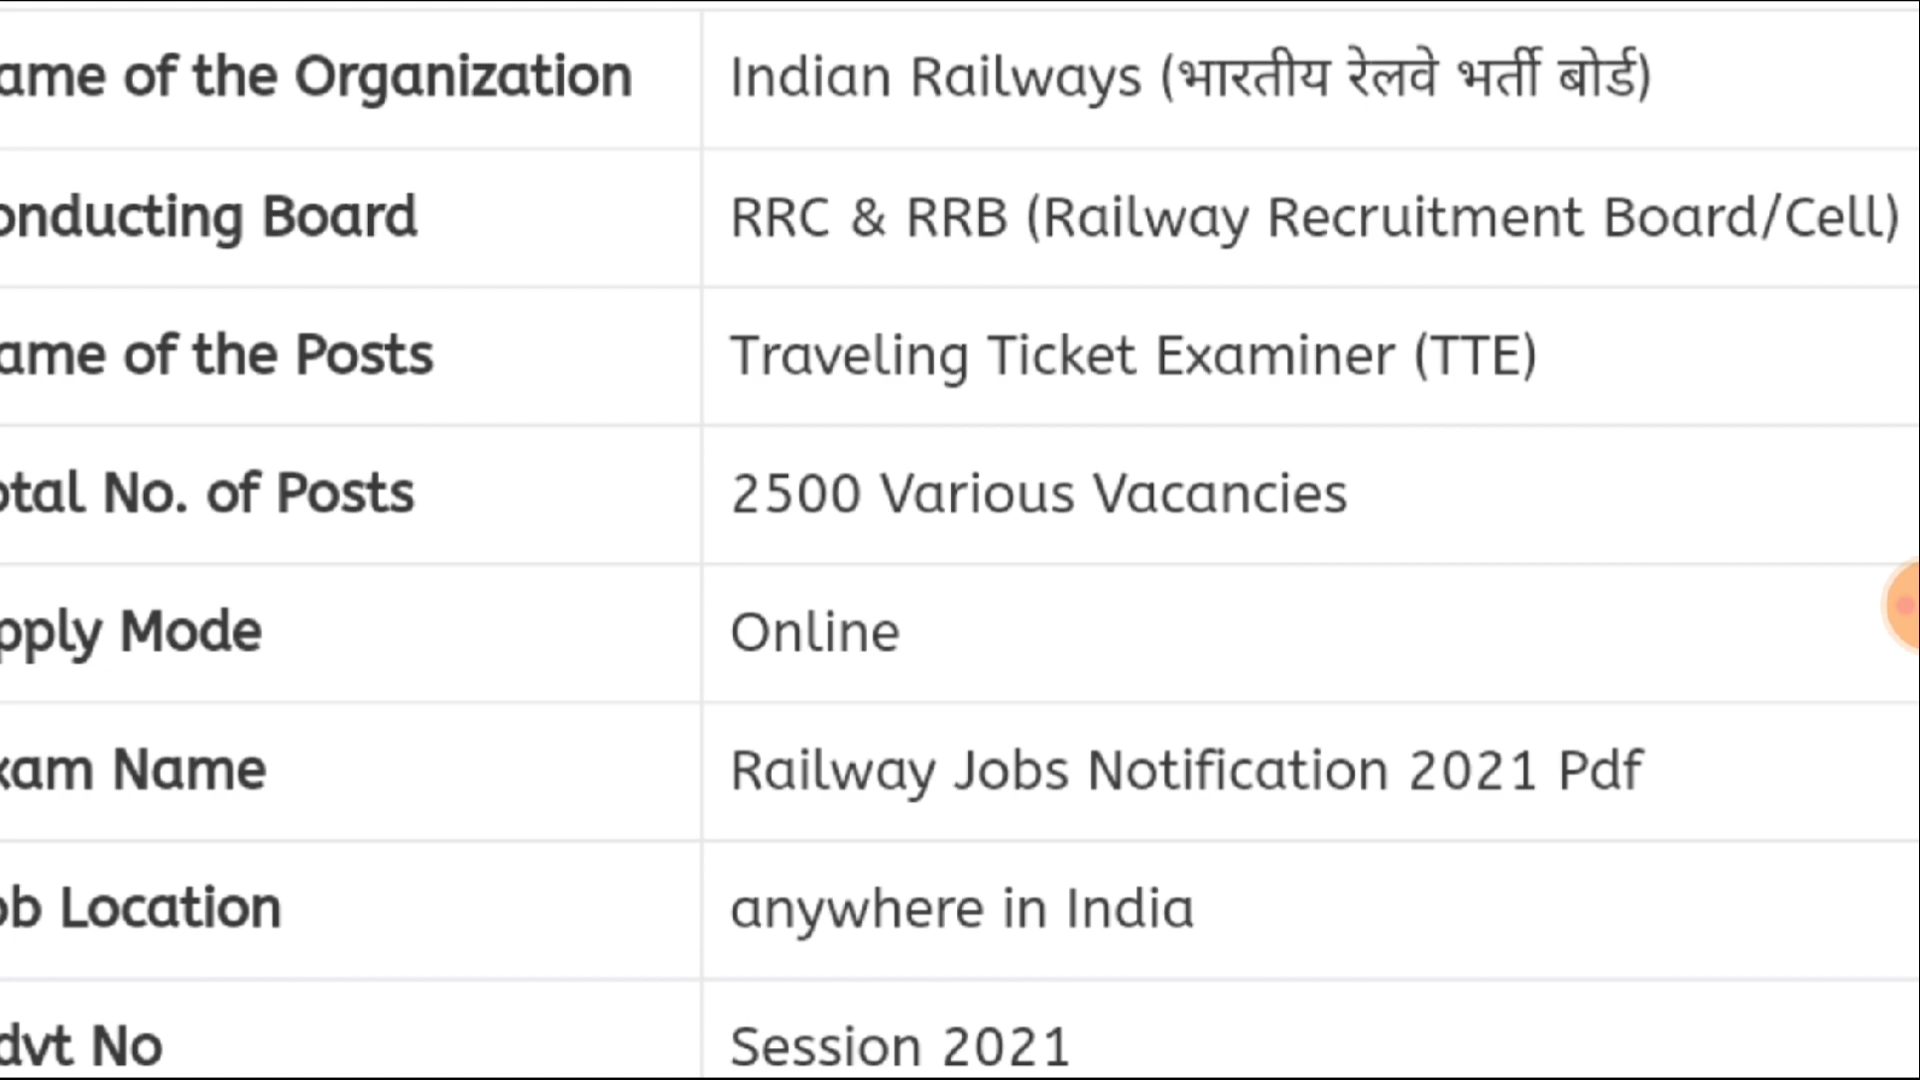 ame of the Organization Indian Railways (भारतीय रेलवे भर्ती बोर्ड)
onducting Board RRC & RRB (Railway Recruitment Board/Cell)
ame of the Posts Traveling Ticket Examiner (TTE)
otal No. of Posts 2500 Various Vacancies
pply Mode Online
xam Name Railway Jobs Notification 2021 Pdf
ob Location anywhere in India
dvt No Session 2021